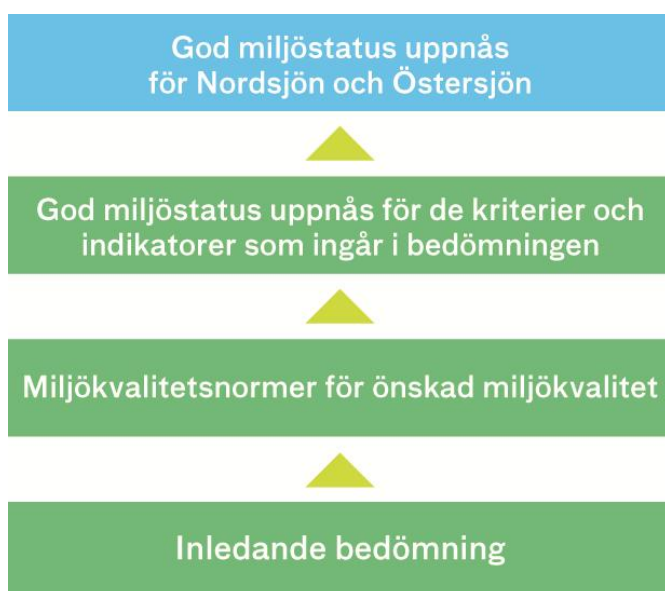 God miljöstatus uppnås
för Nordsjön och Östersjön
God miljöstatus uppnås för de kriterier och
indikatorer som ingår i bedömningen
Miljökvalitetsnormer för önskad miljökvalitet
Inledande bedömning